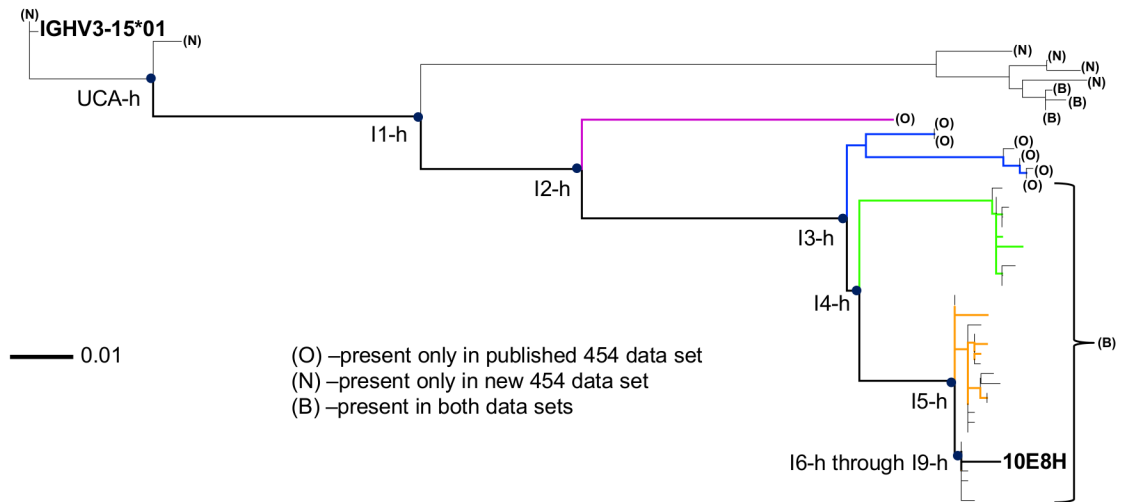 (N)
IGHV3-15*01
(N)
UCA-h
(N)
(N)
(N)
(N)
(B)
(B)
(B)
I1-h
(O)
(O)
(O)
I2-h
(O)
(O)
(O)
(O)
I3-h
I4-h
(B)
0.01
(O) –present only in published 454 data set
(N) –present only in new 454 data set
(B) –present in both data sets
I5-h
I6-h through I9-h
10E8H